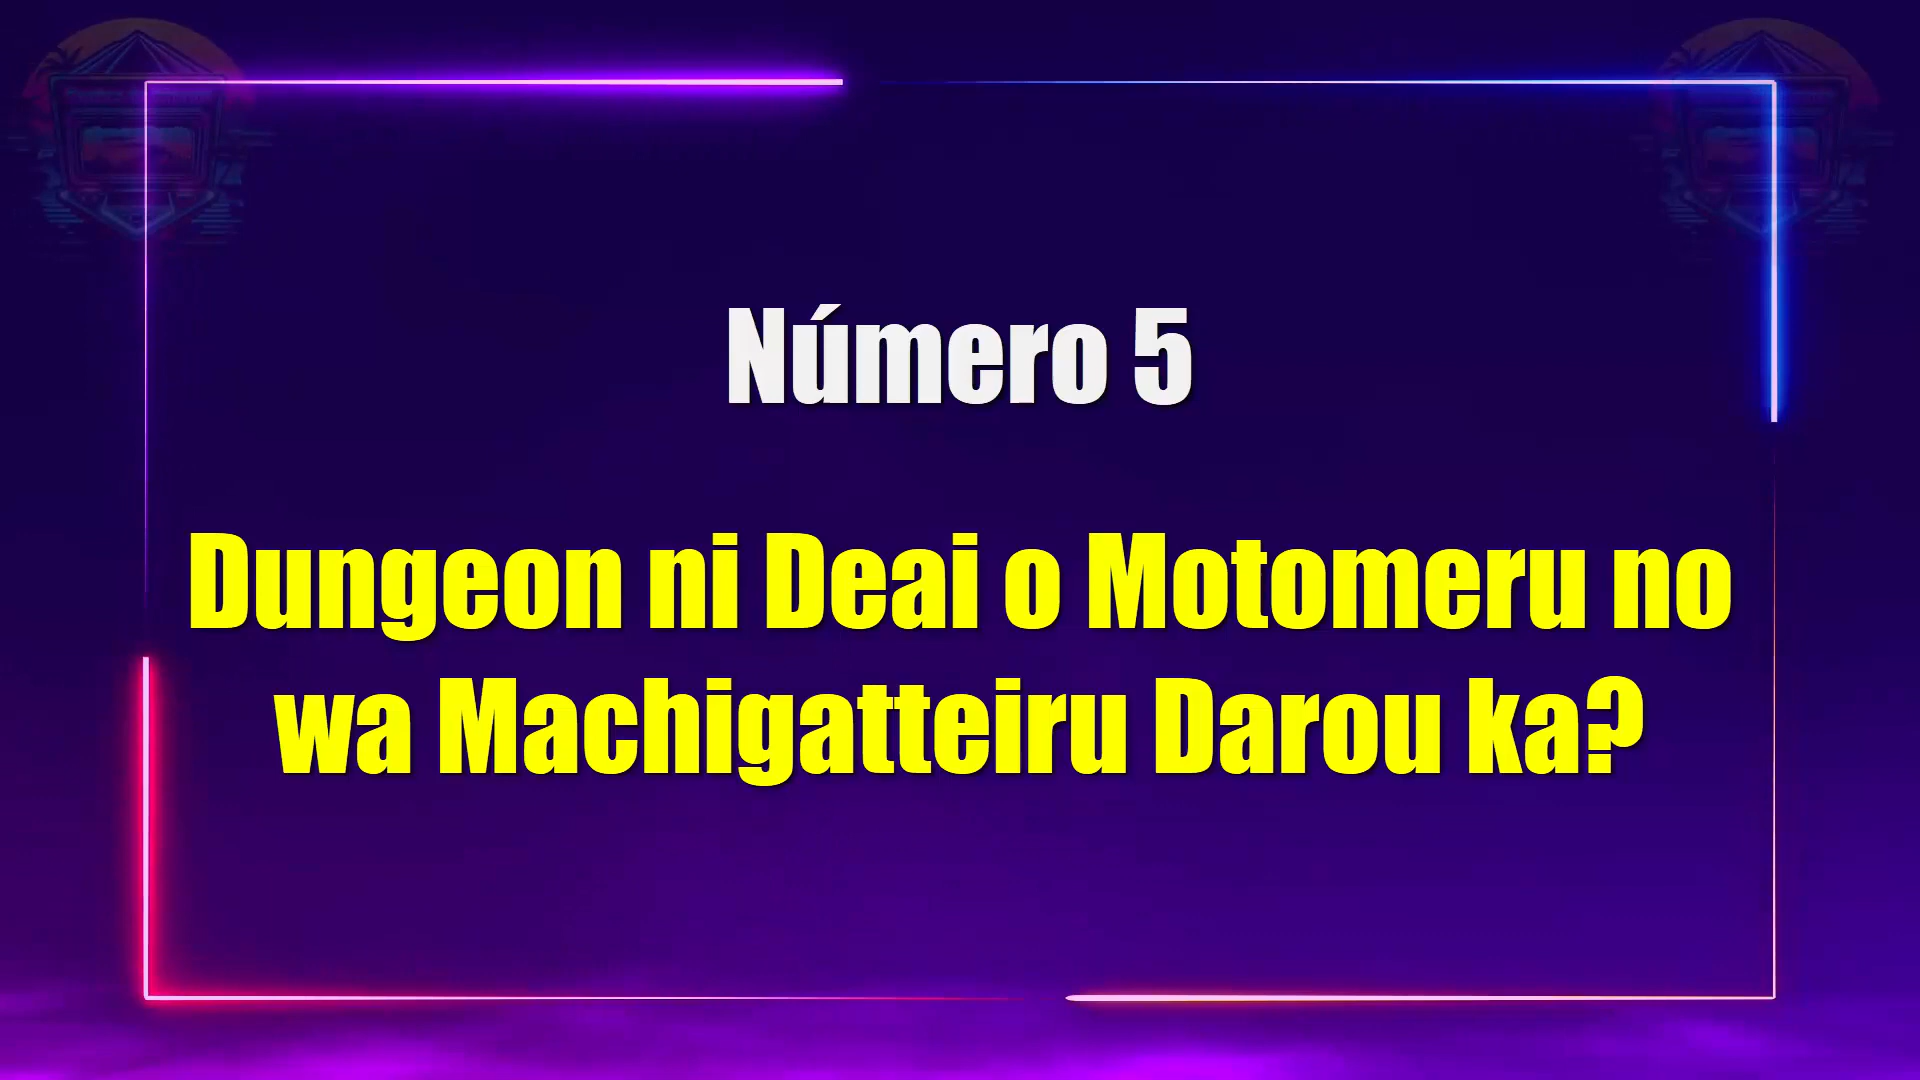 Número 5
Dungeon ni Deai o Motomeru no
wa Machigatteiru Darou ka?